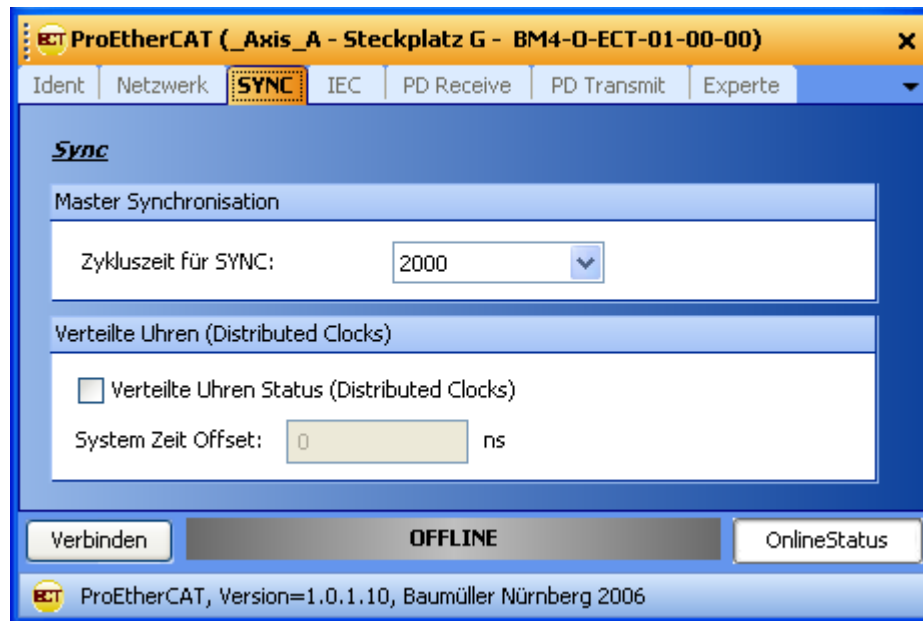 ECT ProEtherCAT (_Axis_A - Steckplatz G - BM4-O-ECT-01-00-00)
Ident Netzwerk SYNC IEC PD Receive PD Transmit Experte
Sync
Master Synchronisation
Zykluszeit für SYNC: 2000
Verteilte Uhren (Distributed Clocks)
Verteilte Uhren Status (Distributed Clocks)
System Zeit Offset: 0 ns
Verbinden OFFLINE OnlineStatus
ECT ProEtherCAT, Version=1.0.1.10, Baumüller Nürnberg 2006